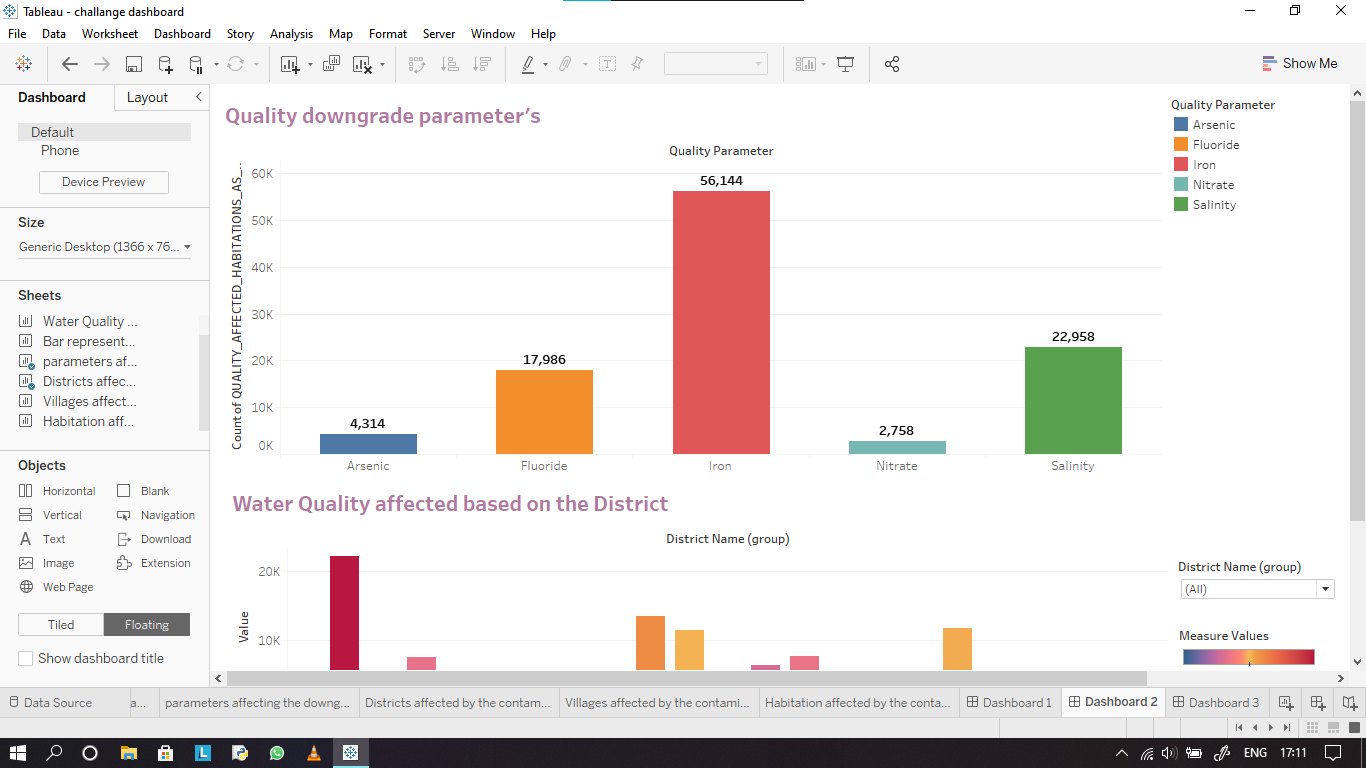 Tableau - challange dashboard
File Data Worksheet Dashboard Story Analysis Map Format Server Window Help
Show Me
Dashboard Layout
Default
Phone
Device Preview
Size
Generic Desktop (1366 x 76...
Sheets
Water Quality ...
Bar represent...
parameters af...
Districts affec...
Villages affect...
Habitation aff...
Objects
Horizontal Blank
Vertical Navigation
A Text Download
Image Extension
Web Page
Tiled Floating
Show dashboard title
Quality downgrade parameter’s
Quality Parameter
Count of QUALITY_AFFECTED_HABITATIONS_AS_...
60K
50K
40K
30K
20K
10K
0K
4,314
17,986
56,144
2,758
22,958
Arsenic Fluoride Iron Nitrate Salinity
Quality Parameter
Arsenic
Fluoride
Iron
Nitrate
Salinity
Water Quality affected based on the District
District Name (group)
Value
20K
10K
District Name (group)
(All)
Measure Values
Data Source a... parameters affecting the downg... Districts affected by the contam... Villages affected by the contami... Habitation affected by the conta... Dashboard 1 Dashboard 2 Dashboard 3
L ENG 17:11